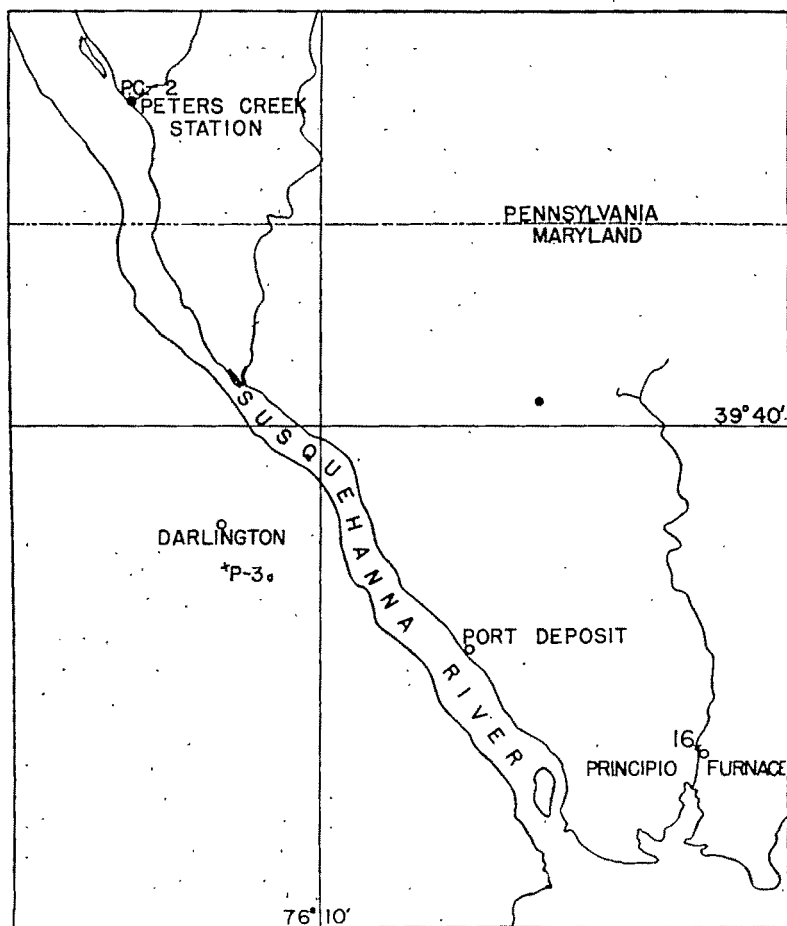 PC-2
PETERS CREEK
STATION
PENNSYLVANIA
MARYLAND
39°40'
SUSQUEHANNA RIVER
DARLINGTON
+P-3
PORT DEPOSIT
16
PRINCIPIO FURNACE
76°10'